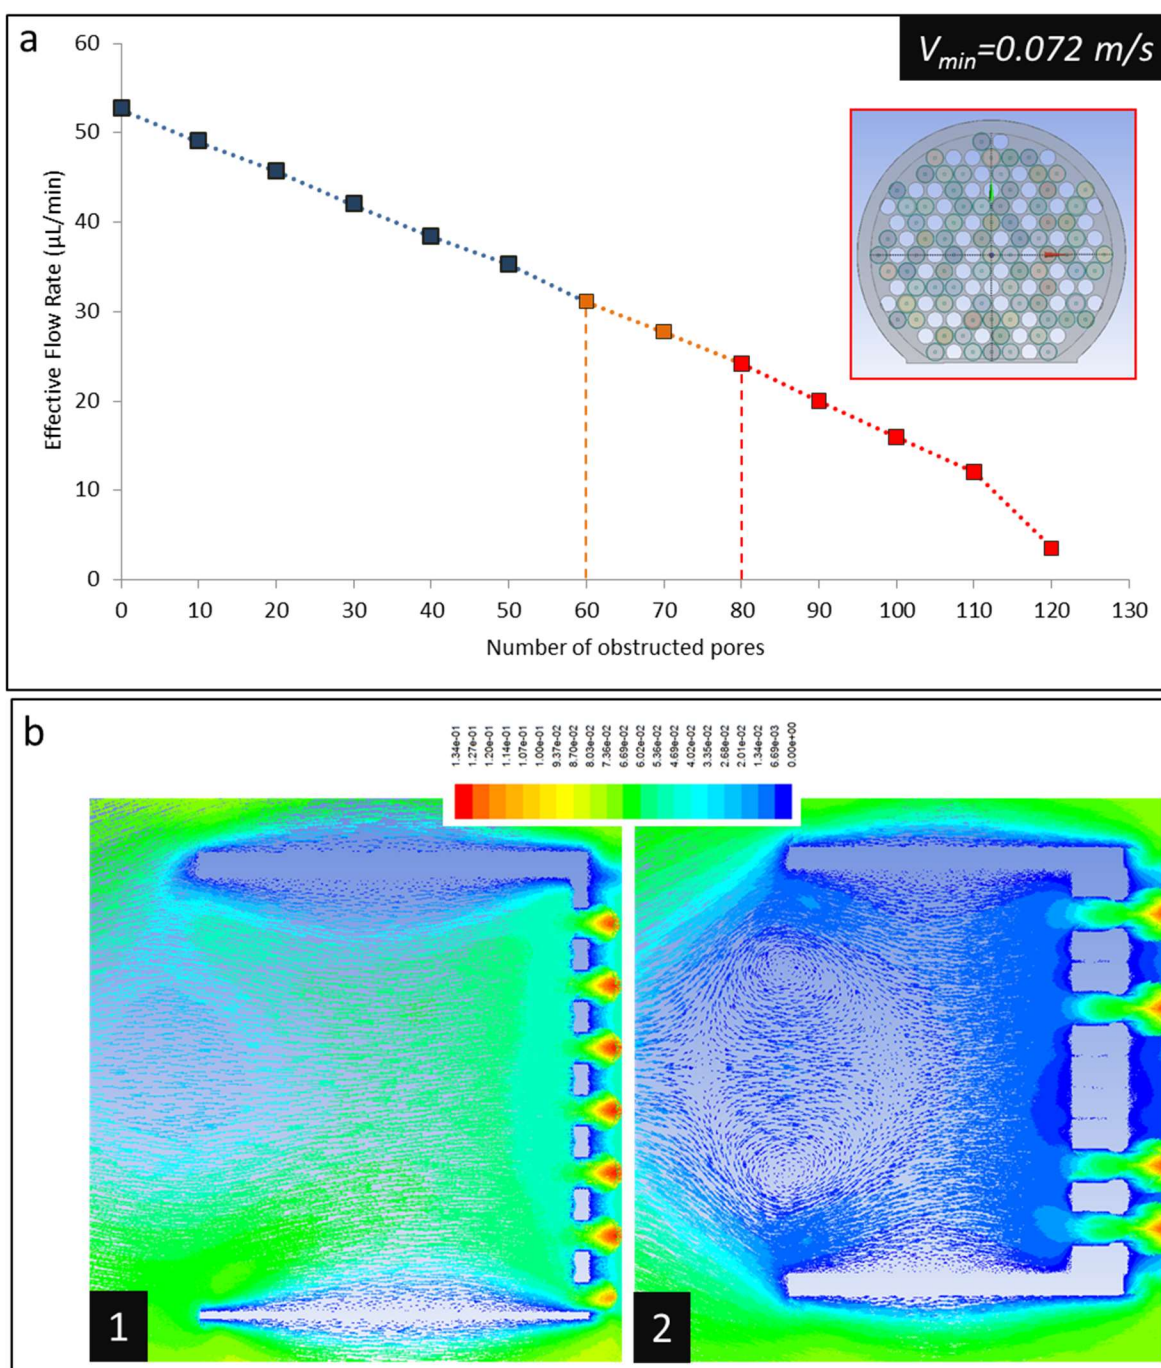 a
V_min=0.072 m/s
60
50
40
30
20
10
0
Effective Flow Rate (µL/min)
0 10 20 30 40 50 60 70 80 90 100 110 120 130
Number of obstructed pores
b
1.34e-01
1.27e-01
1.20e-01
1.14e-01
1.07e-01
1.00e-01
9.37e-02
8.70e-02
8.03e-02
7.36e-02
6.69e-02
6.02e-02
5.36e-02
4.69e-02
4.02e-02
3.35e-02
2.68e-02
2.01e-02
1.34e-02
6.69e-03
0.00e+00
1
2